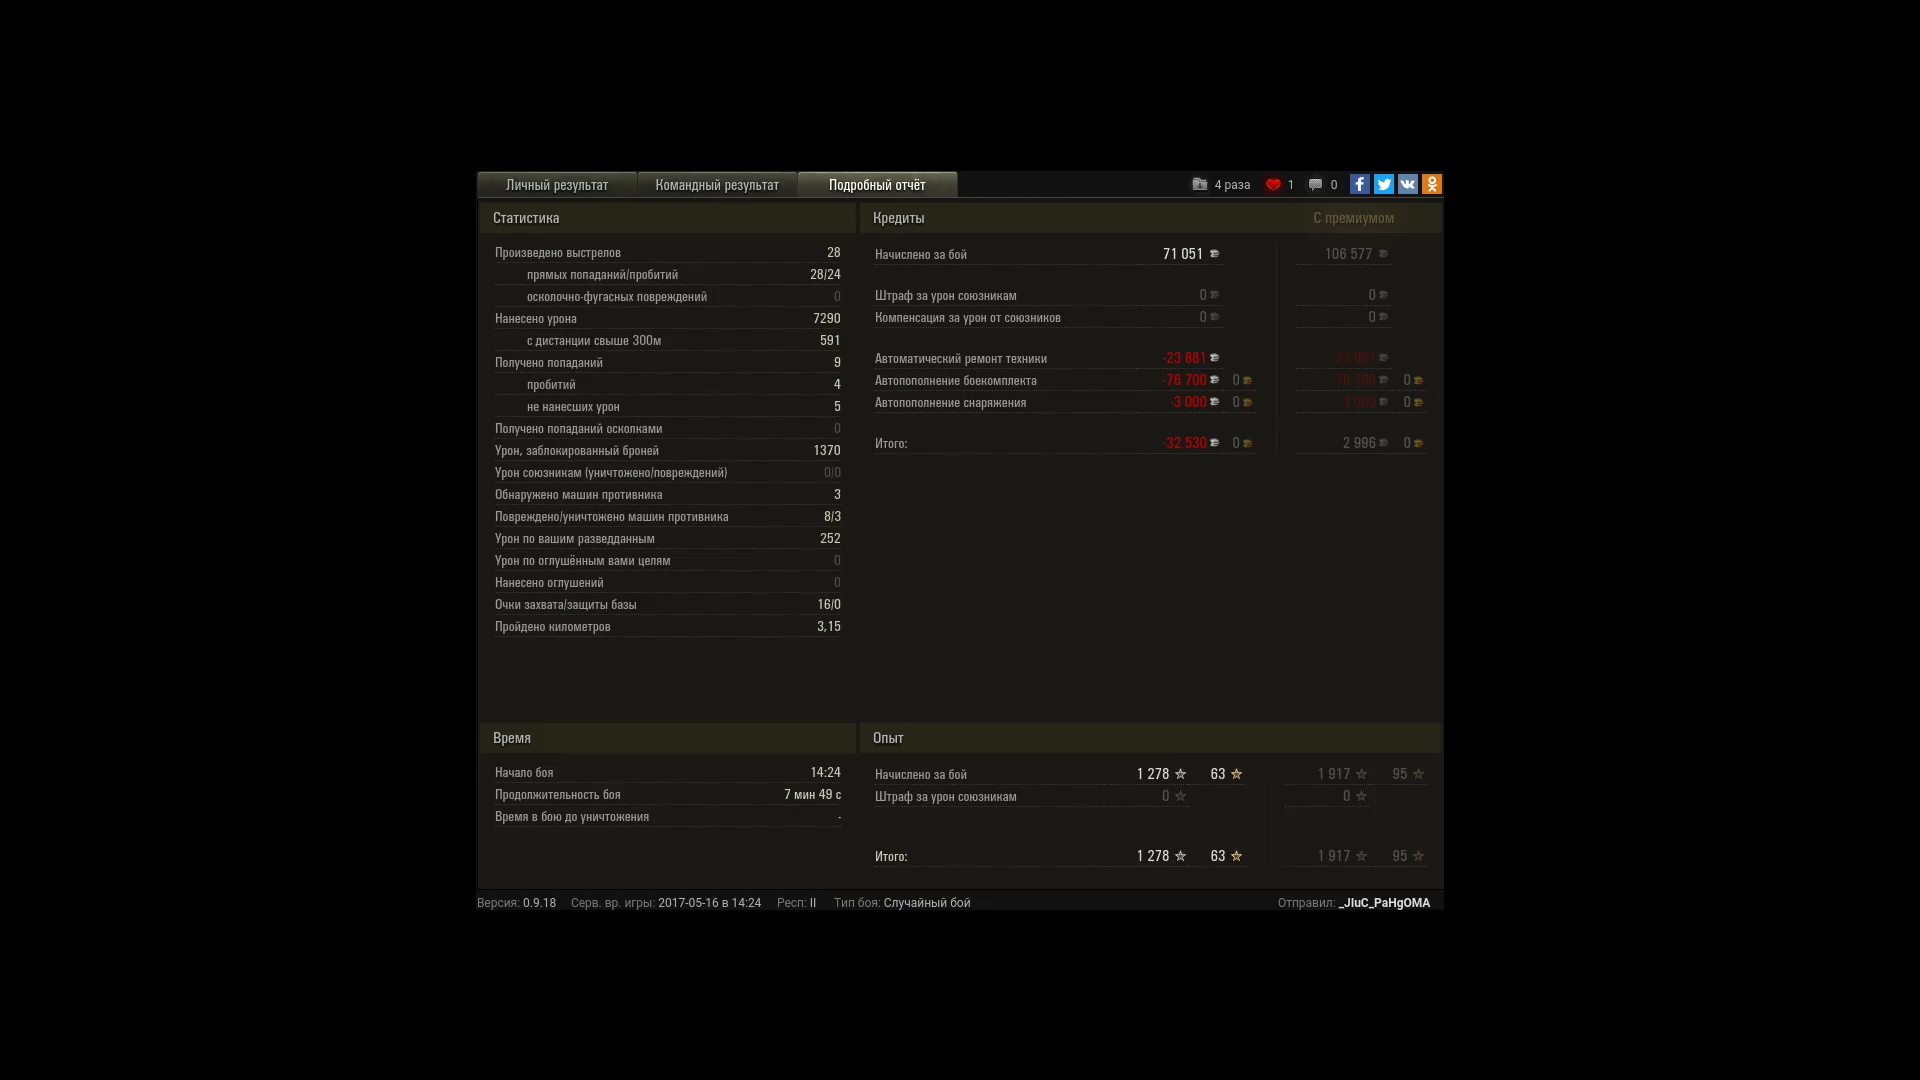 Личный результат Командный результат Подробный отчёт 4 раза 1 0
Статистика
Произведено выстрелов 28
прямых попаданий/пробитий 28/24
осколочно-фугасных повреждений 0
Нанесено урона 7290
с дистанции свыше 300м 591
Получено попаданий 9
пробитий 4
не нанесших урон 5
Получено попаданий осколками 0
Урон, заблокированный броней 1370
Урон союзникам (уничтожено/повреждений) 0/0
Обнаружено машин противника 3
Повреждено/уничтожено машин противника 8/3
Урон по вашим разведданным 252
Урон по оглушённым вами целям 0
Нанесено оглушений 0
Очки захвата/защиты базы 16/0
Пройдено километров 3,15
Кредиты С премиумом
Начислено за бой 71 051 106 577
Штраф за урон союзникам 0 0
Компенсация за урон от союзников 0 0
Автоматический ремонт техники -23 881 -23 881
Автопополнение боекомплекта -76 700 0 -76 700 0
Автопополнение снаряжения -3 000 0 -3 000 0
Итого: -32 530 0 2 996 0
Время
Начало боя 14:24
Продолжительность боя 7 мин 49 с
Время в бою до уничтожения -
Опыт
Начислено за бой 1 278 63 1 917 95
Штраф за урон союзникам 0 0
Итого: 1 278 63 1 917 95
Версия: 0.9.18 Серв. вр. игры: 2017-05-16 в 14:24 Респ: II Тип боя: Случайный бой Отправил: _JIuC_PaHgOMA